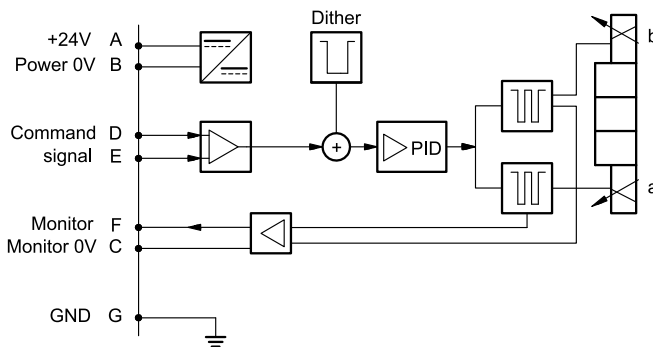 Dither
+24V A
Power 0V B
Command D
signal E
+
PID
Monitor F
Monitor 0V C
GND G
b
a